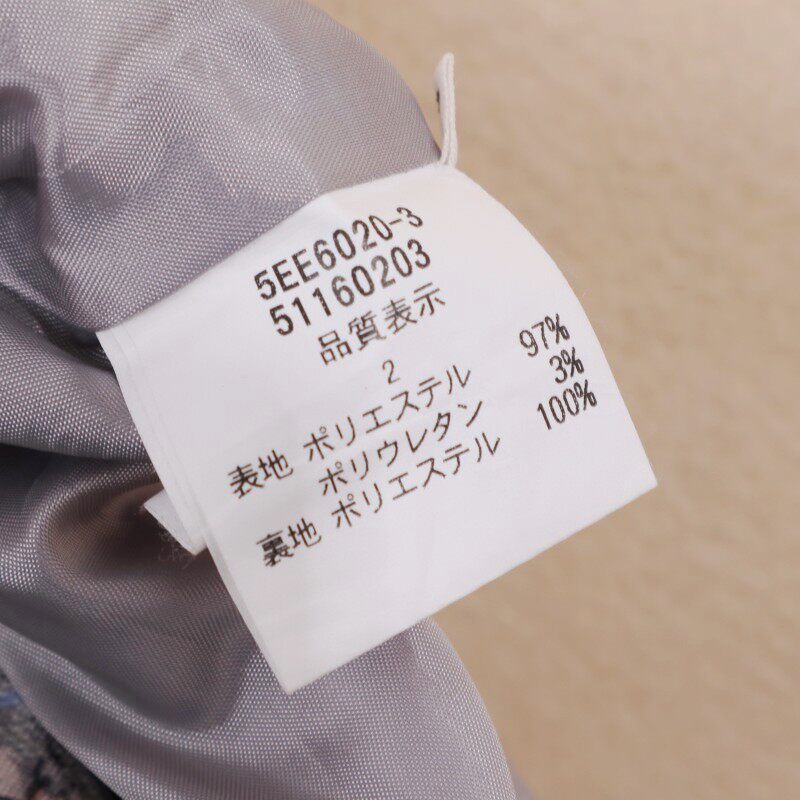 5EE6020-3
51160203
品質表示
2
表地 ポリエステル 97%
ポリウレタン 3%
裏地 ポリエステル 100%